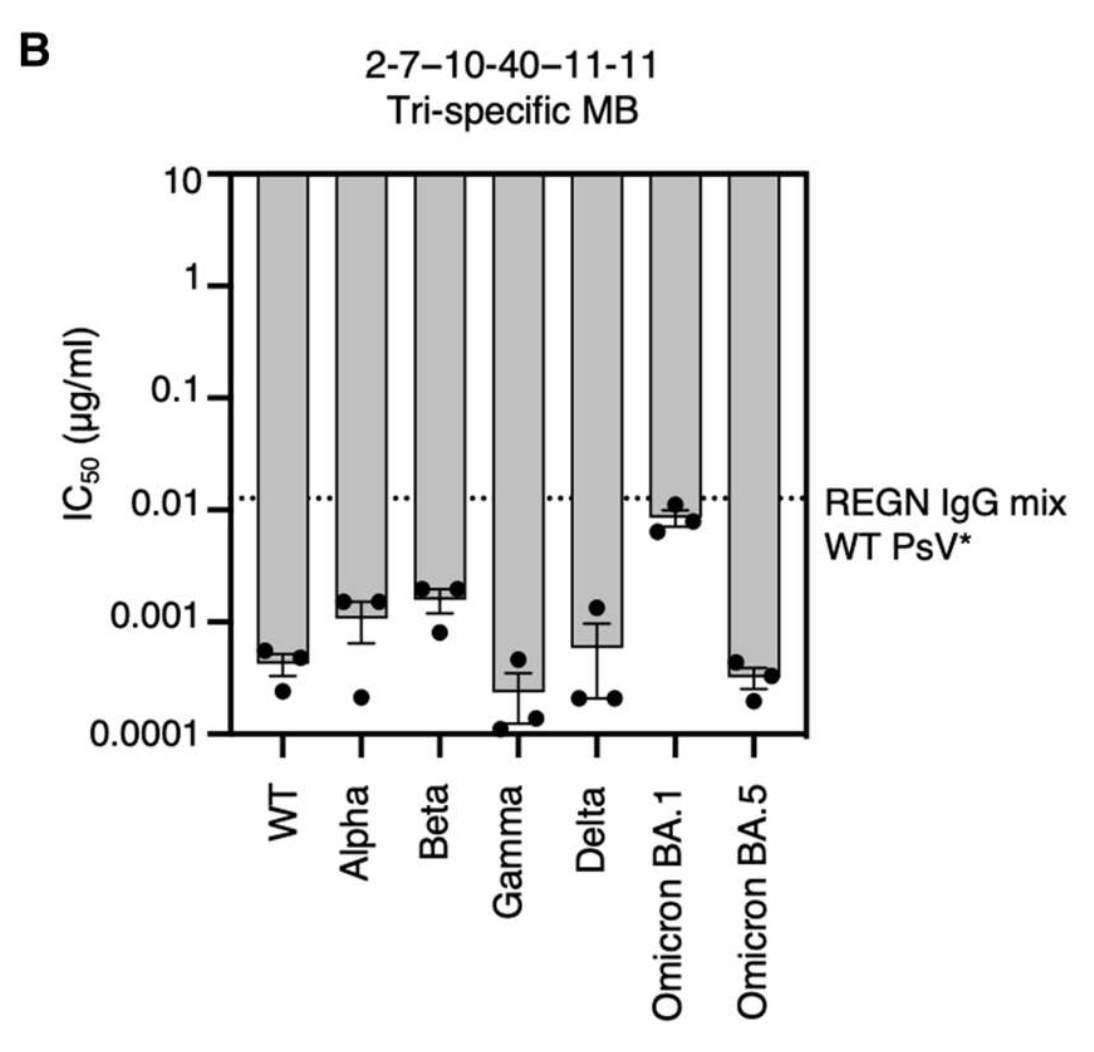 B
2-7–10-40–11-11
Tri-specific MB
10
1
0.1
0.01
0.001
0.0001
IC50 (µg/ml)
REGN IgG mix
WT PsV*
WT
Alpha
Beta
Gamma
Delta
Omicron BA.1
Omicron BA.5